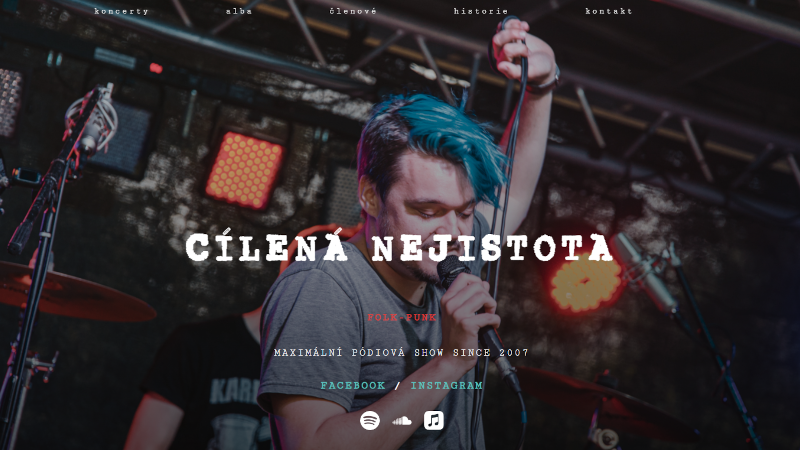 koncerty alba členové historie kontakt
CÍLENÁ NEJISTOTA
FOLK-PUNK
MAXIMÁLNÍ PÓDIOVÁ SHOW SINCE 2007
FACEBOOK / INSTAGRAM